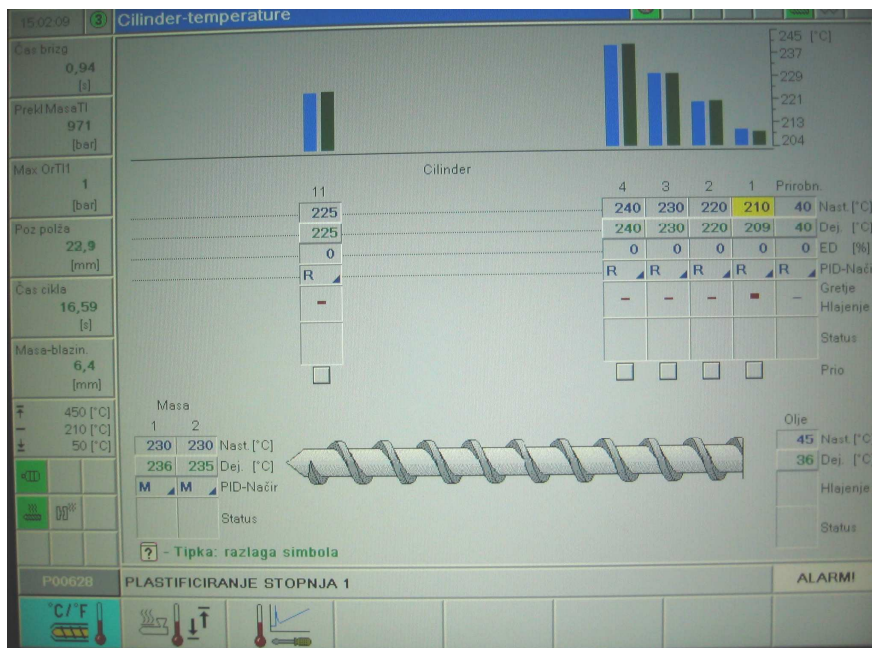 15:02:09 3 Cilinder-temperature
Čas brizg
0,94
[s]
Prekl MasaTl
971
[bar]
Max OrTl1
1
[bar]
Poz polža
22,9
[mm]
Čas cikla
16,59
[s]
Masa-blazin.
6,4
[mm]
450 [°C]
210 [°C]
50 [°C]
245 [°C]
237
229
221
213
204
Cilinder
11 4 3 2 1 Prirobn.
225 240 230 220 210 40 Nast.[°C]
225 240 230 220 209 40 Dej. [°C]
0 0 0 0 0 0 ED [%]
R R R R R R PID-Nači
Gretje
Hlajenje
Status
Prio
Masa
1 2
230 230 Nast.[°C]
236 235 Dej. [°C]
M M PID-Načir
Status
Olje
45 Nast.[°C
36 Dej. [°C
Hlajenje
Status
? - Tipka: razlaga simbola
P00628 PLASTIFICIRANJE STOPNJA 1 ALARMI
°C/°F